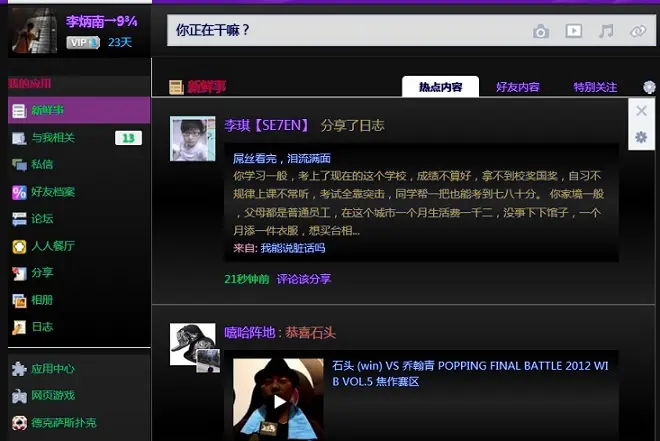 李炳南→9¾
VIP 3 23天
你正在干嘛?
我的应用
新鲜事
与我相关 13
私信
好友档案
论坛
人人餐厅
分享
相册
日志
应用中心
网页游戏
德克萨斯扑克
新鲜事 热点内容 好友内容 特别关注
李琪【SE7EN】 分享了日志
屌丝看完,泪流满面
你学习一般,考上了现在的这个学校,成绩不算好,拿不到校奖国奖,自习不
规律上课不常听,考试全靠突击,同学帮一把也能考到七八十分。 你家境一般
,父母都是普通员工,在这个城市一个月生活费一千二,没事下下馆子,一个
月添一件衣服,想买台相...
来自: 我能说脏话吗
21秒钟前 评论该分享
嘻哈阵地 : 恭喜石头
石头 (win) VS 乔翰青 POPPING FINAL BATTLE 2012 WI
B VOL.5 焦作赛区